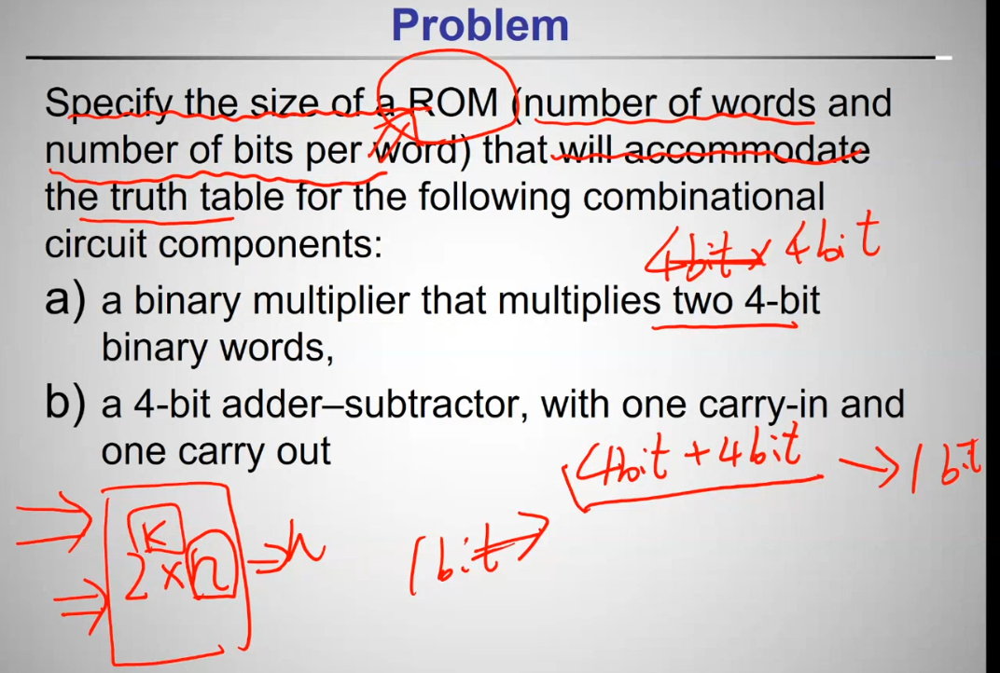 Problem
Specify the size of a ROM (number of words and
number of bits per word) that will accommodate
the truth table for the following combinational
circuit components:
4bit x 4bit
a) a binary multiplier that multiplies two 4-bit
binary words,
b) a 4-bit adder–subtractor, with one carry-in and
one carry out
4bit + 4bit → 1 bit
1bit →
2^k x n ⇒ n